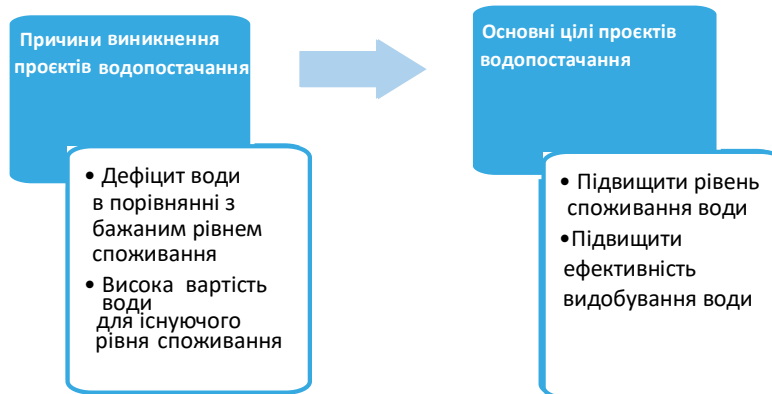 Причини виникнення
проєктів водопостачання
• Дефіцит води
в порівнянні з
бажаним рівнем
споживання
• Висока вартість
води
для існуючого
рівня споживання
Основні цілі проєктів
водопостачання
• Підвищити рівень
споживання води
•Підвищити
ефективність
видобування води